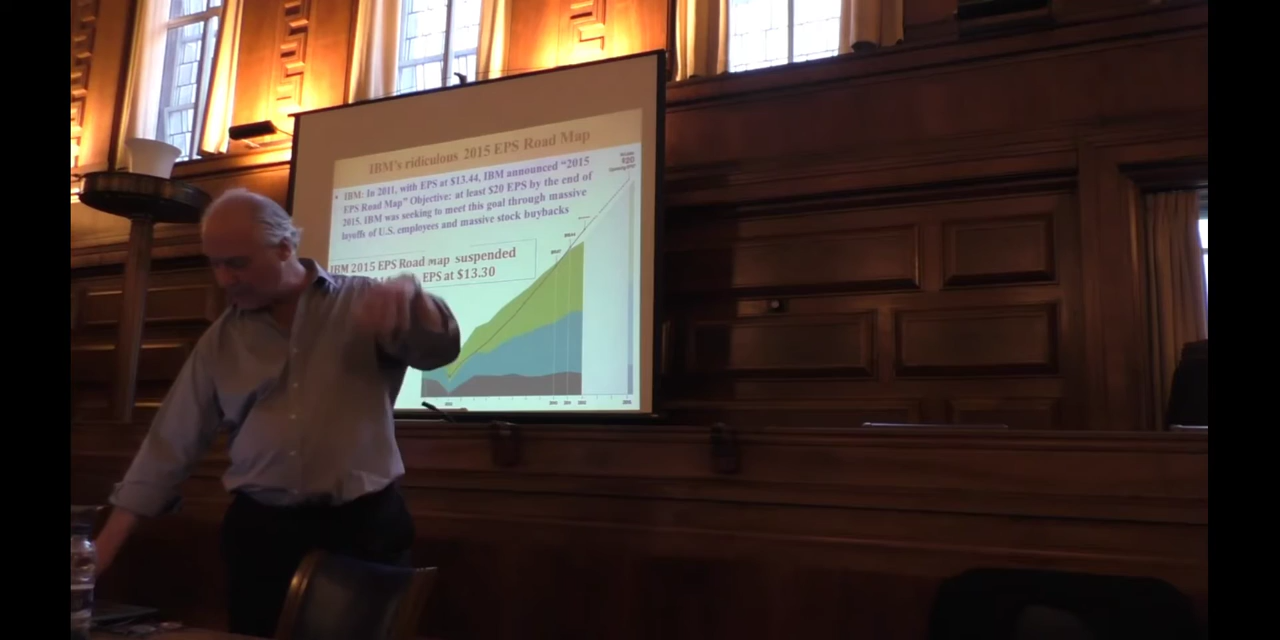 IBM's ridiculous 2015 EPS Road Map
$20
• IBM: In 2011, with EPS at $13.44, IBM announced "2015
EPS Road Map" Objective: at least $20 EPS by the end of
2015. IBM was seeking to meet this goal through massive
layoffs of U.S. employees and massive stock buybacks
IBM 2015 EPS Road map suspended
EPS at $13.30